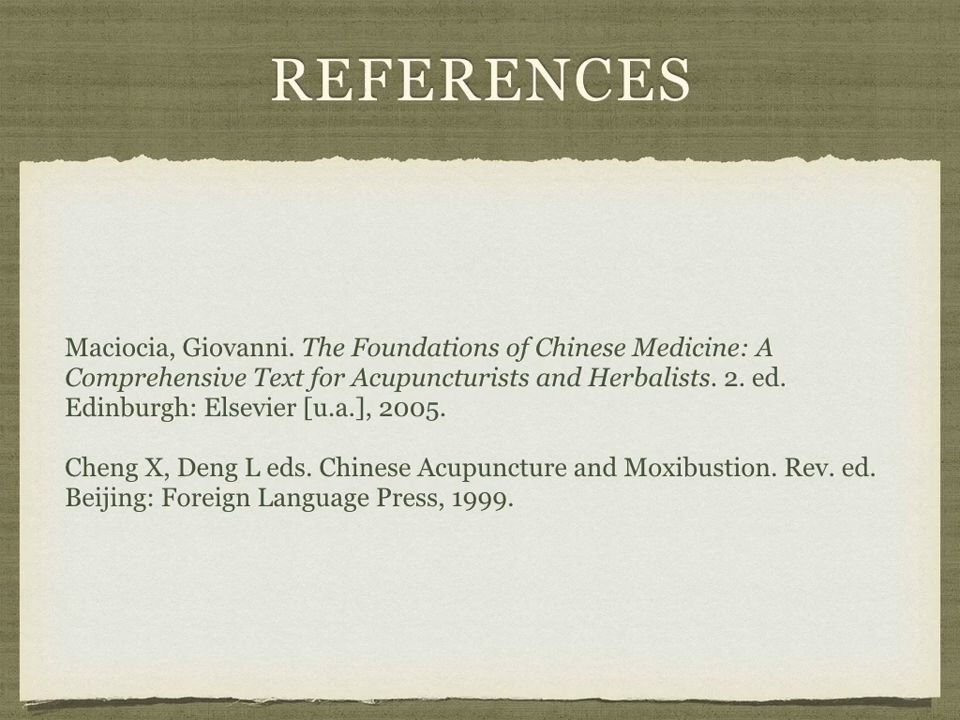 REFERENCES
Maciocia, Giovanni. The Foundations of Chinese Medicine: A
Comprehensive Text for Acupuncturists and Herbalists. 2. ed.
Edinburgh: Elsevier [u.a.], 2005.
Cheng X, Deng L eds. Chinese Acupuncture and Moxibustion. Rev. ed.
Beijing: Foreign Language Press, 1999.